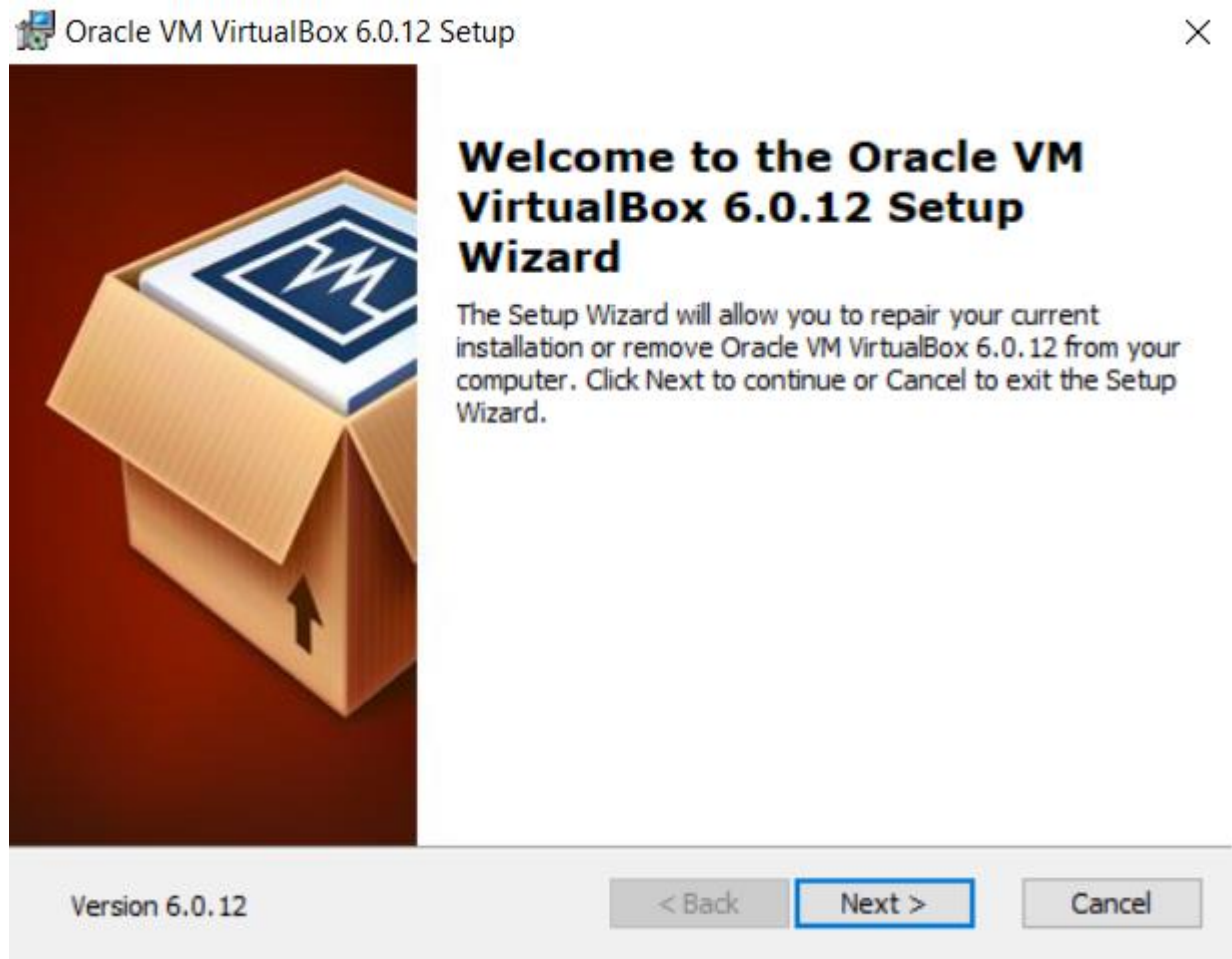 Oracle VM VirtualBox 6.0.12 Setup
Welcome to the Oracle VM
VirtualBox 6.0.12 Setup
Wizard
The Setup Wizard will allow you to repair your current
installation or remove Oracle VM VirtualBox 6.0.12 from your
computer. Click Next to continue or Cancel to exit the Setup
Wizard.
Version 6.0.12
< Back
Next >
Cancel